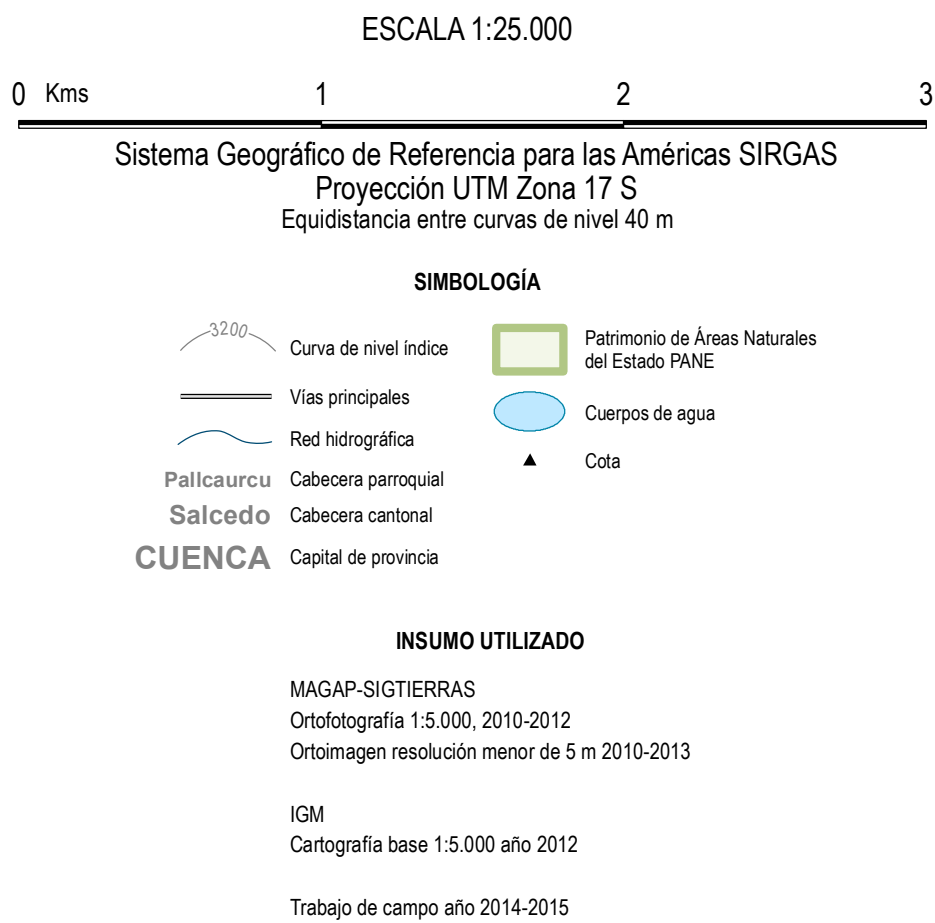 ESCALA 1:25.000
0 Kms 1 2 3
Sistema Geográfico de Referencia para las Américas SIRGAS
Proyección UTM Zona 17 S
Equidistancia entre curvas de nivel 40 m
SIMBOLOGÍA
3200
Curva de nivel índice
Vías principales
Red hidrográfica
Pallcaurcu Cabecera parroquial
Salcedo Cabecera cantonal
CUENCA Capital de provincia
Patrimonio de Áreas Naturales
del Estado PANE
Cuerpos de agua
Cota
INSUMO UTILIZADO
MAGAP-SIGTIERRAS
Ortofotografía 1:5.000, 2010-2012
Ortoimagen resolución menor de 5 m 2010-2013
IGM
Cartografía base 1:5.000 año 2012
Trabajo de campo año 2014-2015